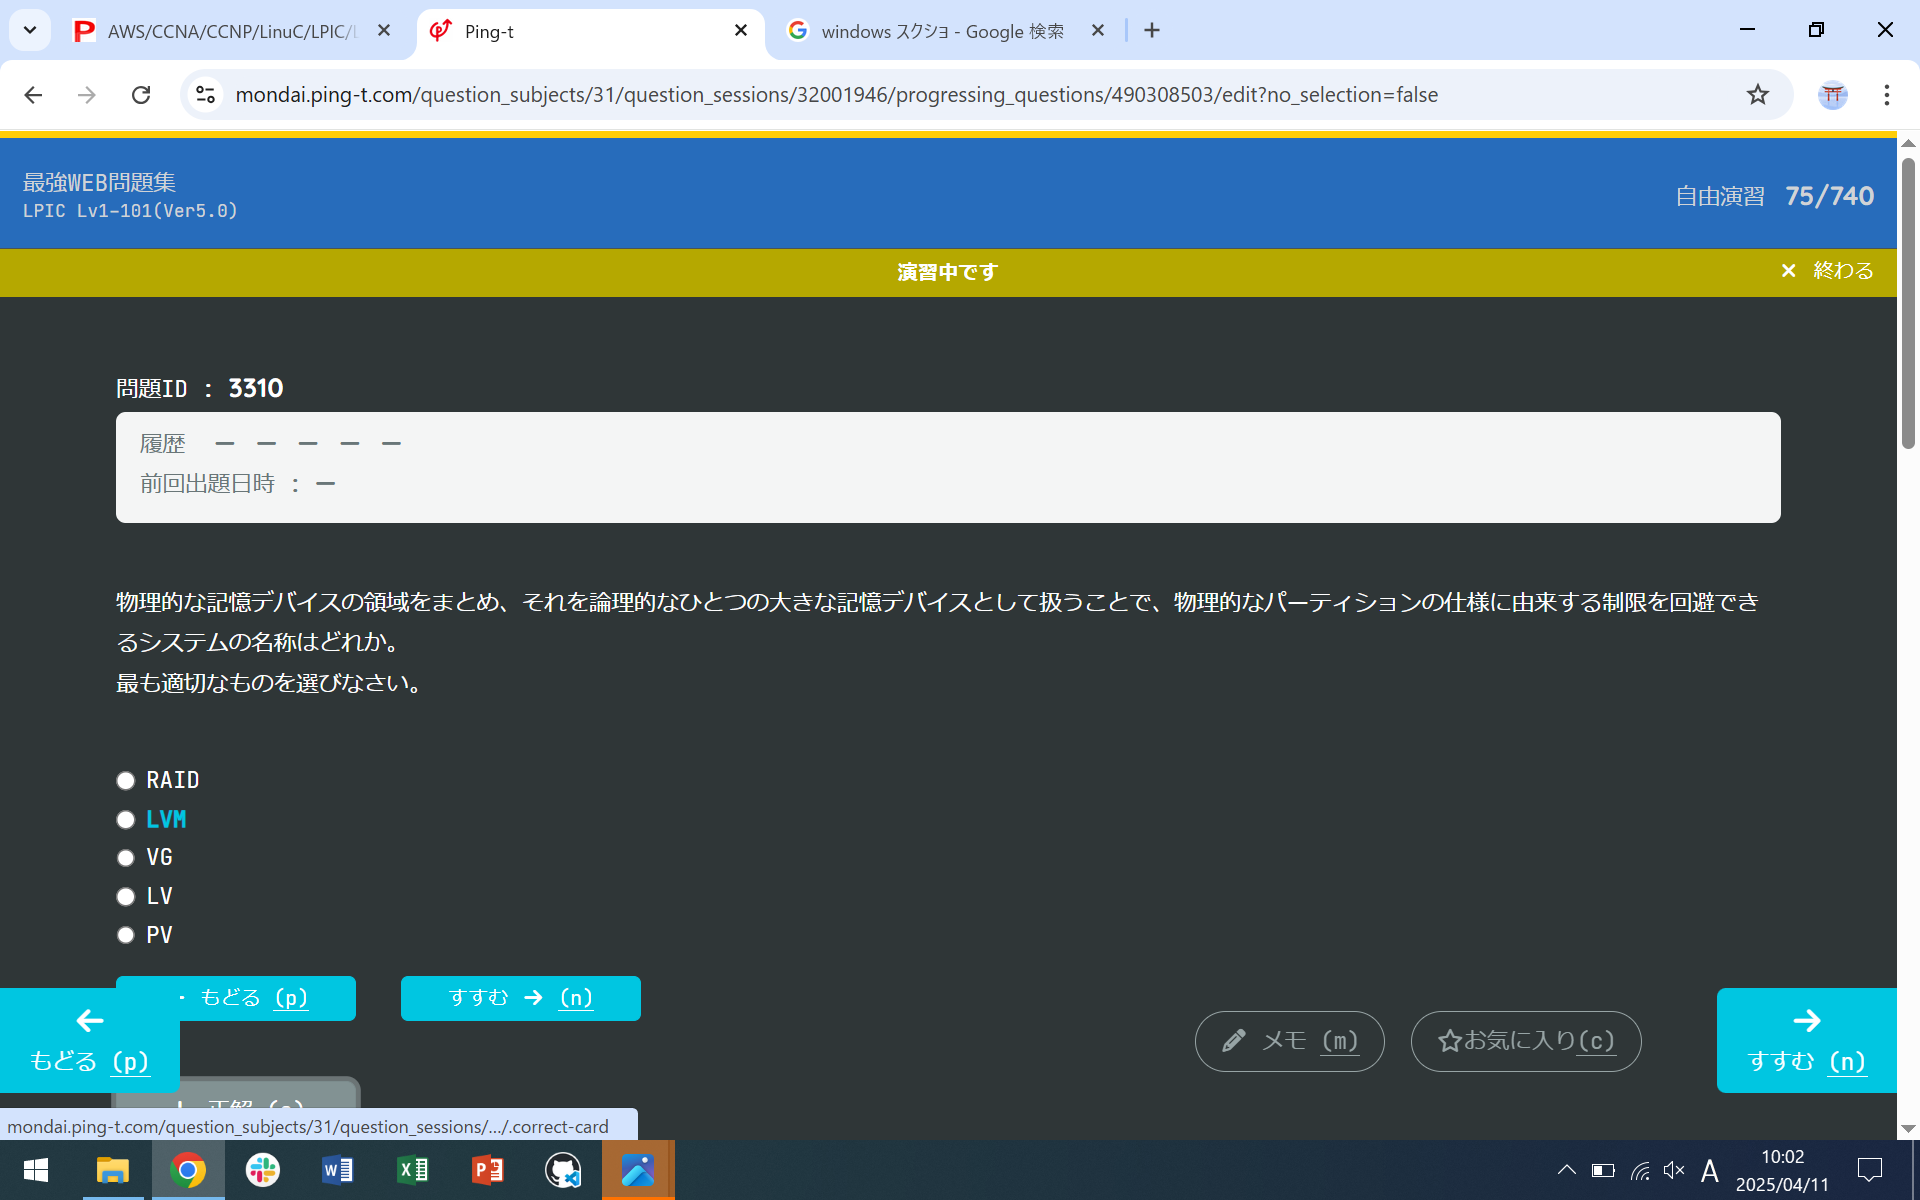 AWS/CCNA/CCNP/LinuC/LPIC/
Ping-t
windows スクショ - Google 検索
mondai.ping-t.com/question_subjects/31/question_sessions/32001946/progressing_questions/490308503/edit?no_selection=false
最強WEB問題集
LPIC Lv1-101(Ver5.0)
自由演習 75/740
演習中です
× 終わる
問題ID : 3310
履歴 ー ー ー ー ー
前回出題日時 : ー
物理的な記憶デバイスの領域をまとめ、それを論理的なひとつの大きな記憶デバイスとして扱うことで、物理的なパーティションの仕様に由来する制限を回避でき
るシステムの名称はどれか。
最も適切なものを選びなさい。
RAID
LVM
VG
LV
PV
もどる (p)
すすむ → (n)
← もどる (p)
メモ (m)
☆お気に入り(c)
→ すすむ (n)
mondai.ping-t.com/question_subjects/31/question_sessions/.../.correct-card
A
10:02
2025/04/11